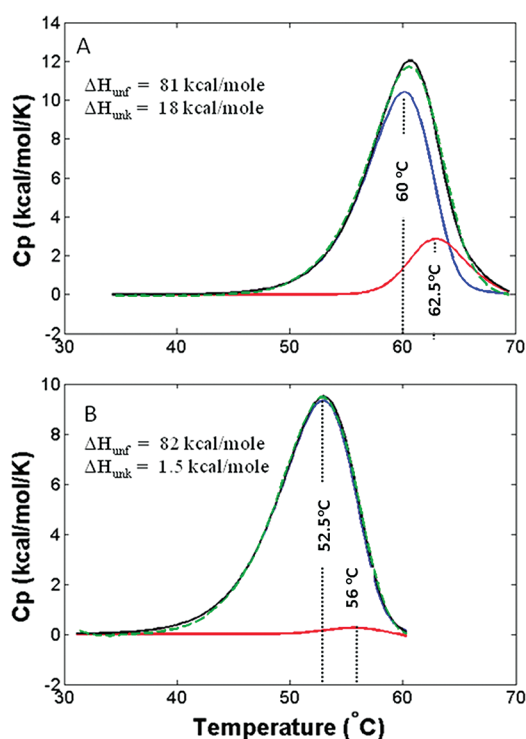 A
ΔHunf = 81 kcal/mole
ΔHunk = 18 kcal/mole
Cp (kcal/mol/K)
14
12
10
8
6
4
2
0
-2
60 °C
62.5°C
30 40 50 60 70
B
ΔHunf = 82 kcal/mole
ΔHunk = 1.5 kcal/mole
Cp (kcal/mol/K)
10
8
6
4
2
0
-2
52.5°C
56 °C
30 40 50 60 70
Temperature (°C)